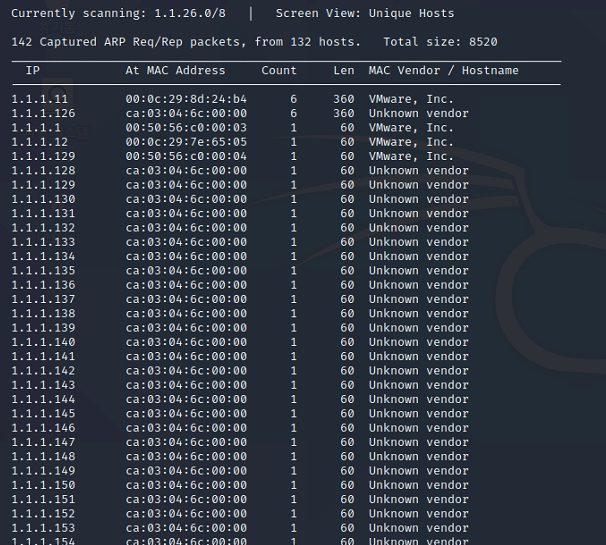 Currently scanning: 1.1.26.0/8   |   Screen View: Unique Hosts
142 Captured ARP Req/Rep packets, from 132 hosts.   Total size: 8520
IP            At MAC Address     Count     Len  MAC Vendor / Hostname
1.1.1.11        00:0c:29:8d:24:b4      6     360  VMware, Inc.
1.1.1.126       ca:03:04:6c:00:00      6     360  Unknown vendor
1.1.1.1         00:50:56:c0:00:03      1      60  VMware, Inc.
1.1.1.12        00:0c:29:7e:65:05      1      60  VMware, Inc.
1.1.1.129       00:50:56:c0:00:04      1      60  VMware, Inc.
1.1.1.128       ca:03:04:6c:00:00      1      60  Unknown vendor
1.1.1.129       ca:03:04:6c:00:00      1      60  Unknown vendor
1.1.1.130       ca:03:04:6c:00:00      1      60  Unknown vendor
1.1.1.131       ca:03:04:6c:00:00      1      60  Unknown vendor
1.1.1.132       ca:03:04:6c:00:00      1      60  Unknown vendor
1.1.1.133       ca:03:04:6c:00:00      1      60  Unknown vendor
1.1.1.134       ca:03:04:6c:00:00      1      60  Unknown vendor
1.1.1.135       ca:03:04:6c:00:00      1      60  Unknown vendor
1.1.1.136       ca:03:04:6c:00:00      1      60  Unknown vendor
1.1.1.137       ca:03:04:6c:00:00      1      60  Unknown vendor
1.1.1.138       ca:03:04:6c:00:00      1      60  Unknown vendor
1.1.1.139       ca:03:04:6c:00:00      1      60  Unknown vendor
1.1.1.140       ca:03:04:6c:00:00      1      60  Unknown vendor
1.1.1.141       ca:03:04:6c:00:00      1      60  Unknown vendor
1.1.1.142       ca:03:04:6c:00:00      1      60  Unknown vendor
1.1.1.143       ca:03:04:6c:00:00      1      60  Unknown vendor
1.1.1.144       ca:03:04:6c:00:00      1      60  Unknown vendor
1.1.1.145       ca:03:04:6c:00:00      1      60  Unknown vendor
1.1.1.146       ca:03:04:6c:00:00      1      60  Unknown vendor
1.1.1.147       ca:03:04:6c:00:00      1      60  Unknown vendor
1.1.1.148       ca:03:04:6c:00:00      1      60  Unknown vendor
1.1.1.149       ca:03:04:6c:00:00      1      60  Unknown vendor
1.1.1.150       ca:03:04:6c:00:00      1      60  Unknown vendor
1.1.1.151       ca:03:04:6c:00:00      1      60  Unknown vendor
1.1.1.152       ca:03:04:6c:00:00      1      60  Unknown vendor
1.1.1.153       ca:03:04:6c:00:00      1      60  Unknown vendor
1.1.1.154       ca:03:04:6c:00:00      1      60  Unknown vendor